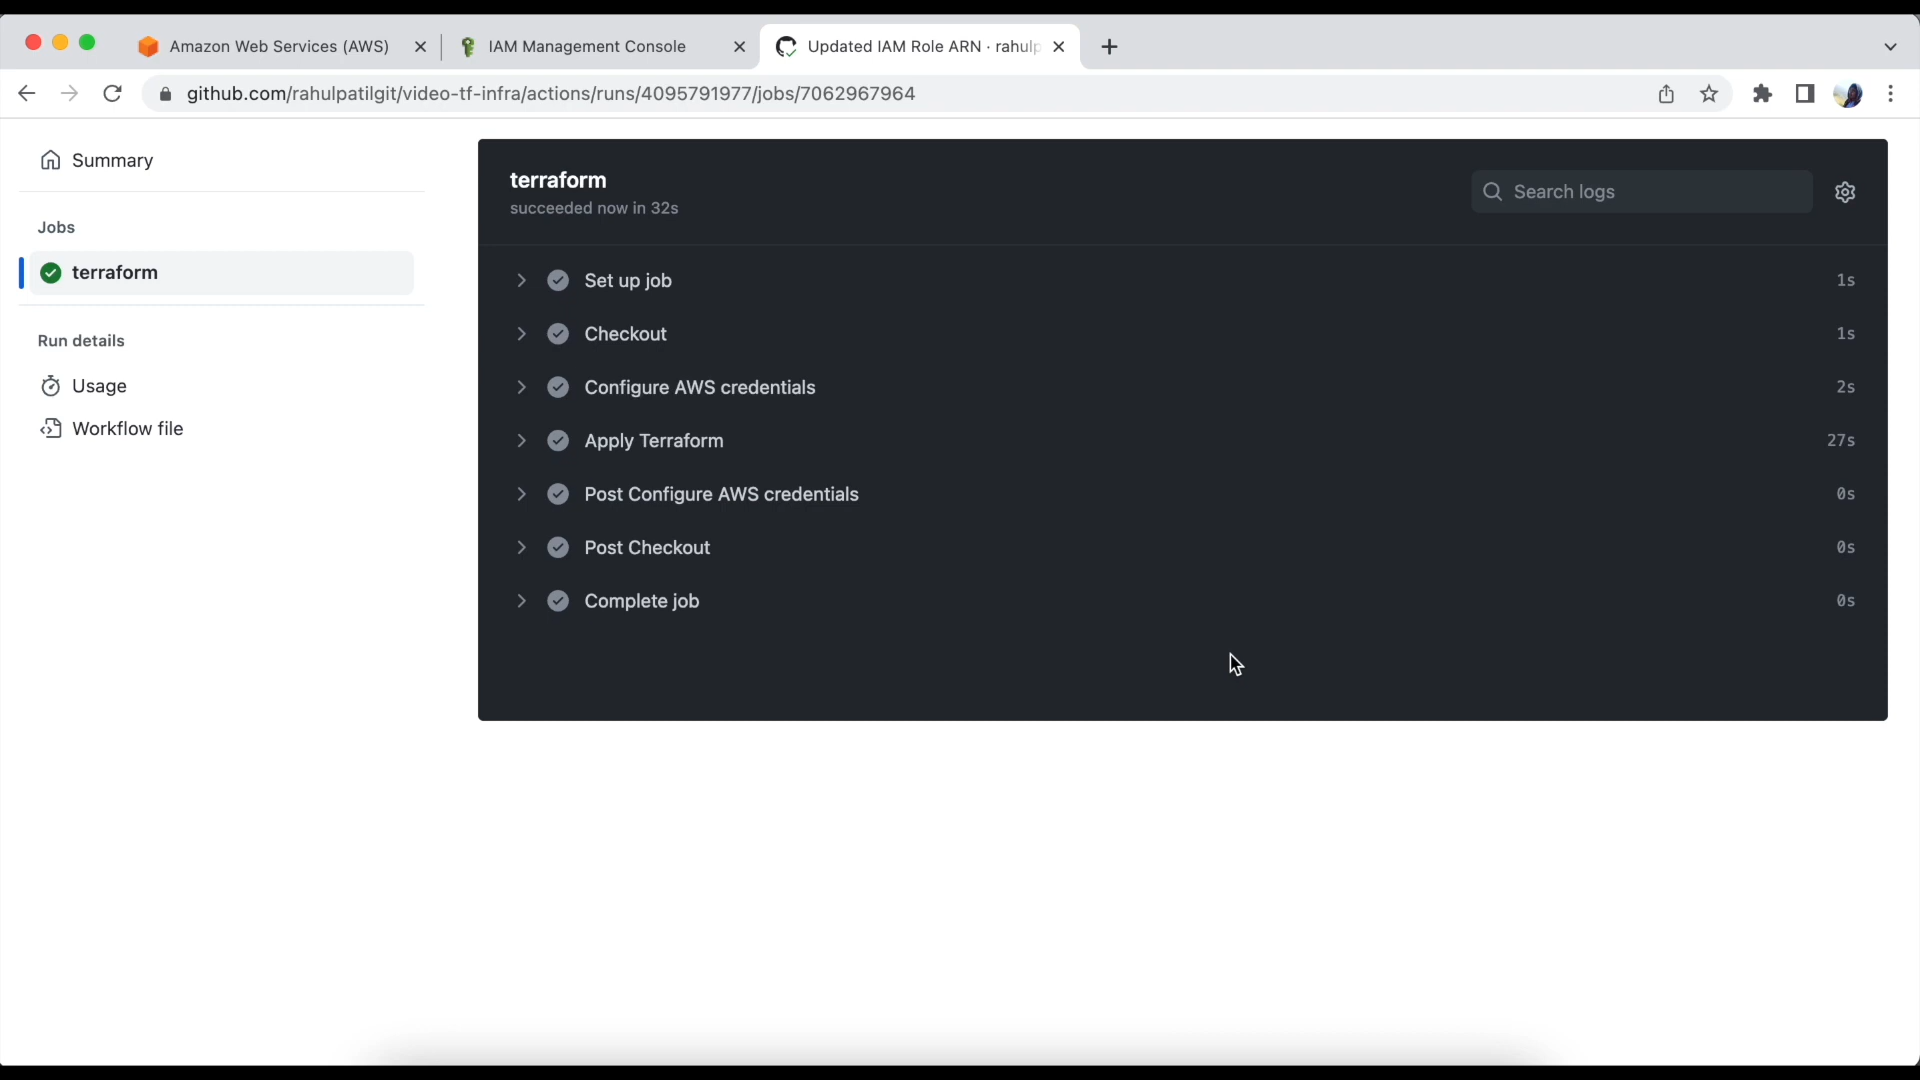 Amazon Web Services (AWS)
IAM Management Console
Updated IAM Role ARN · rahulp
github.com/rahulpatilgit/video-tf-infra/actions/runs/4095791977/jobs/7062967964
Summary
Jobs
terraform
Run details
Usage
Workflow file
terraform
succeeded now in 32s
Search logs
Set up job 1s
Checkout 1s
Configure AWS credentials 2s
Apply Terraform 27s
Post Configure AWS credentials 0s
Post Checkout 0s
Complete job 0s